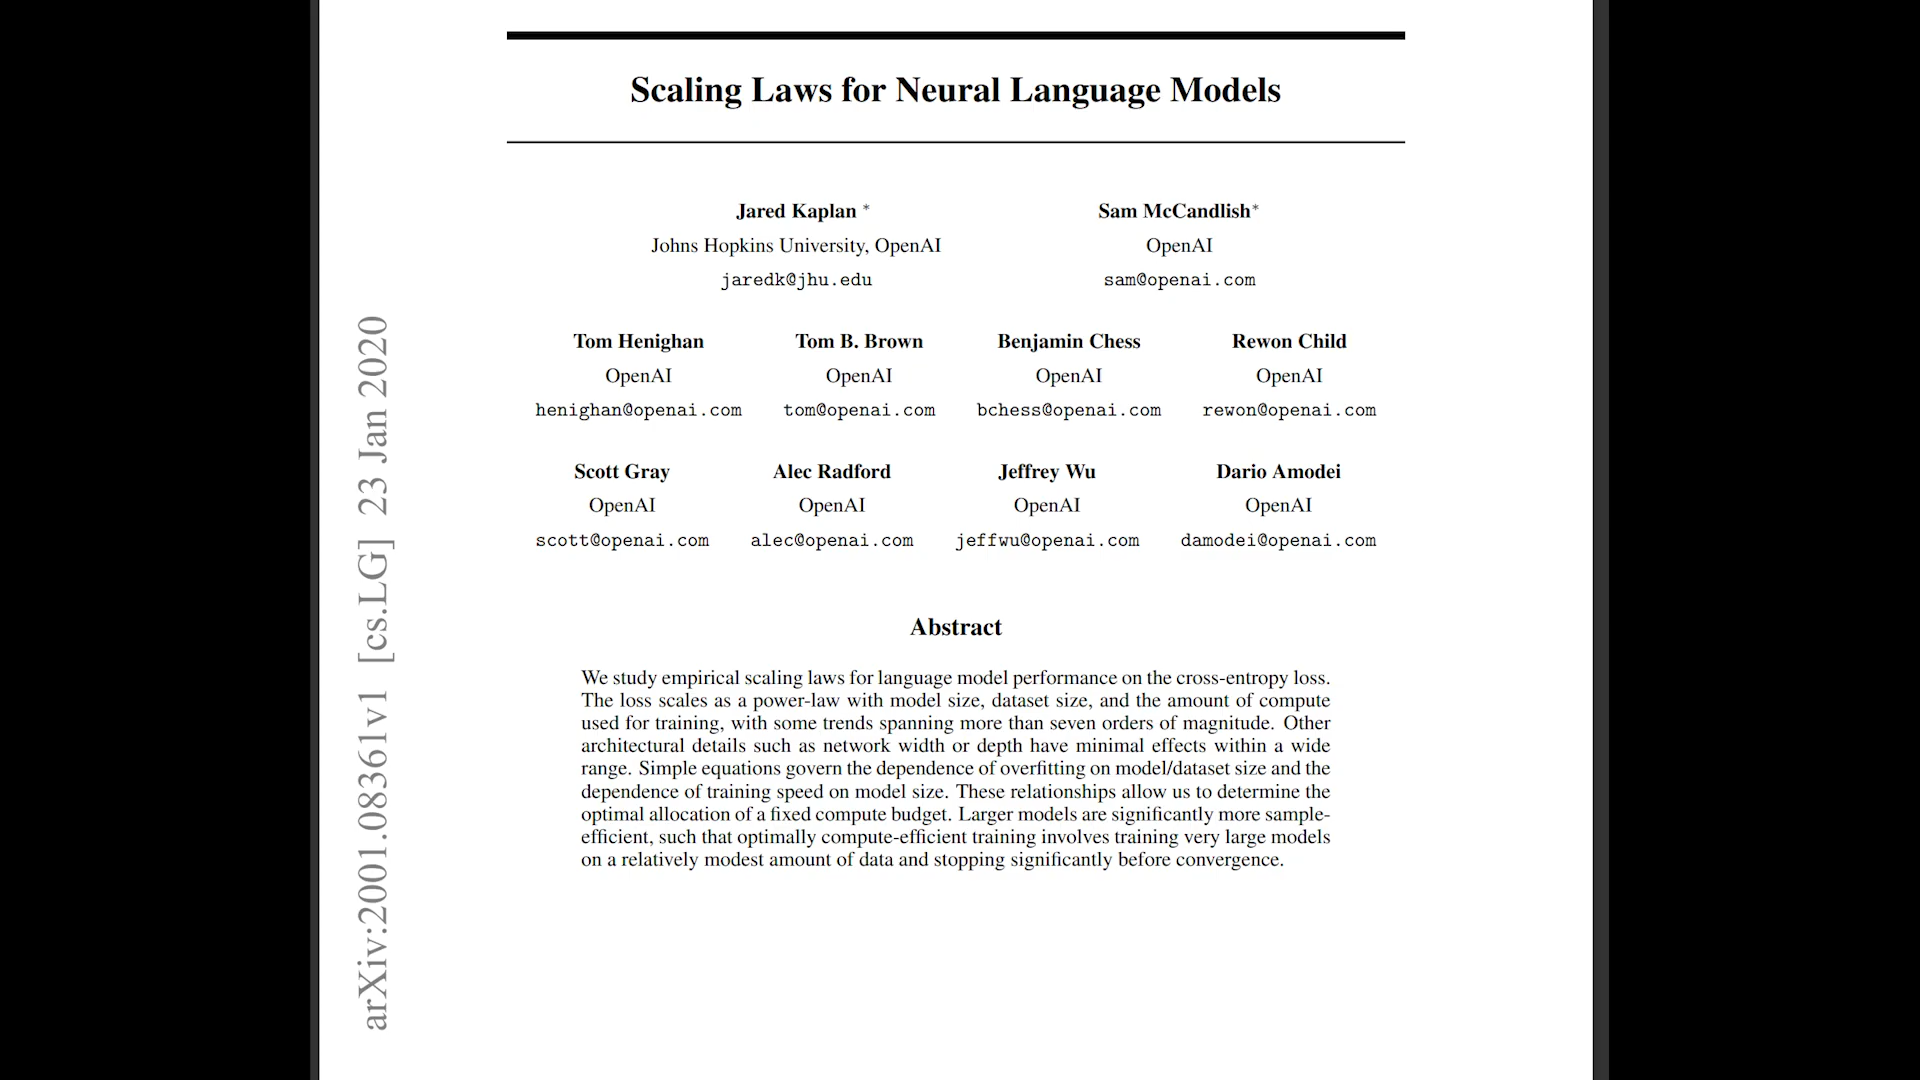 Scaling Laws for Neural Language Models
Jared Kaplan *
Johns Hopkins University, OpenAI
jaredk@jhu.edu
Sam McCandlish*
OpenAI
sam@openai.com
Tom Henighan
OpenAI
henighan@openai.com
Tom B. Brown
OpenAI
tom@openai.com
Benjamin Chess
OpenAI
bchess@openai.com
Rewon Child
OpenAI
rewon@openai.com
Scott Gray
OpenAI
scott@openai.com
Alec Radford
OpenAI
alec@openai.com
Jeffrey Wu
OpenAI
jeffwu@openai.com
Dario Amodei
OpenAI
damodei@openai.com
Abstract
We study empirical scaling laws for language model performance on the cross-entropy loss.
The loss scales as a power-law with model size, dataset size, and the amount of compute
used for training, with some trends spanning more than seven orders of magnitude. Other
architectural details such as network width or depth have minimal effects within a wide
range. Simple equations govern the dependence of overfitting on model/dataset size and the
dependence of training speed on model size. These relationships allow us to determine the
optimal allocation of a fixed compute budget. Larger models are significantly more sample-
efficient, such that optimally compute-efficient training involves training very large models
on a relatively modest amount of data and stopping significantly before convergence.
arXiv:2001.08361v1 [cs.LG] 23 Jan 2020